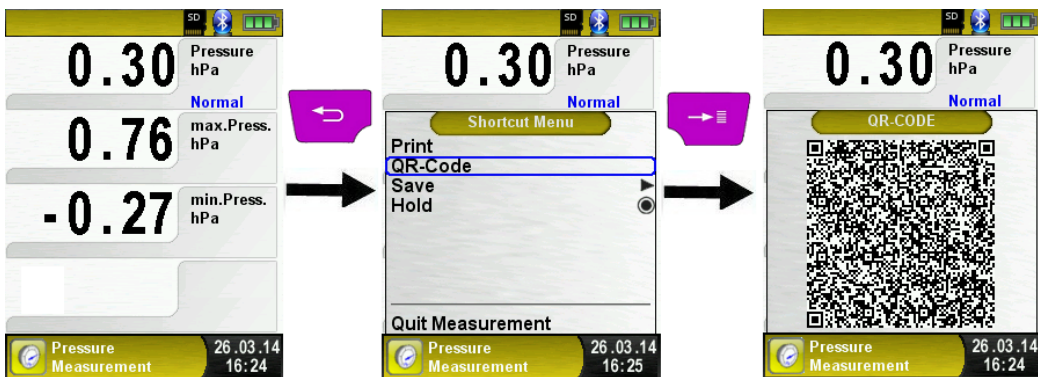 SD
0.30
Pressure
hPa
Normal
0.76
max.Press.
hPa
-0.27
min.Press.
hPa
Pressure
Measurement
26.03.14
16:24
SD
0.30
Pressure
hPa
Normal
Shortcut Menu
Print
QR-Code
Save
Hold
Quit Measurement
Pressure
Measurement
26.03.14
16:25
SD
0.30
Pressure
hPa
Normal
QR-CODE
Pressure
Measurement
26.03.14
16:24